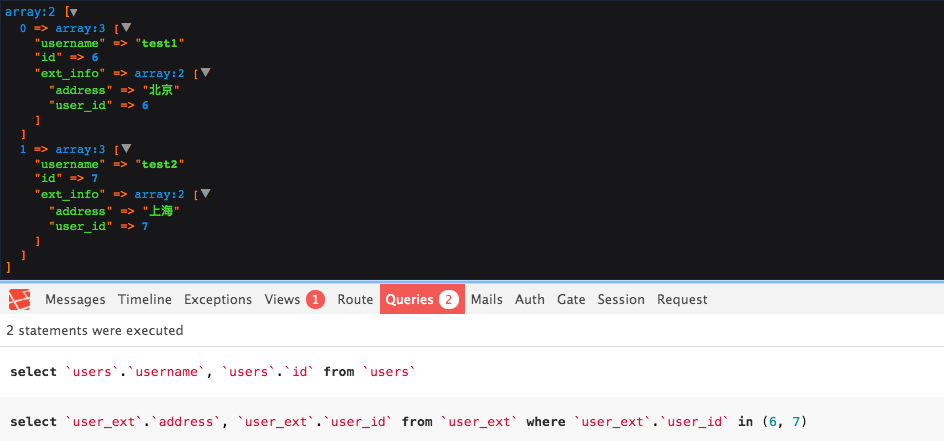 array:2 [▼
0 => array:3 [▼
"username" => "test1"
"id" => 6
"ext_info" => array:2 [▼
"address" => "北京"
"user_id" => 6
]
]
1 => array:3 [▼
"username" => "test2"
"id" => 7
"ext_info" => array:2 [▼
"address" => "上海"
"user_id" => 7
]
]
]
Messages Timeline Exceptions Views 1 Route Queries 2 Mails Auth Gate Session Request
2 statements were executed
select `users`.`username`, `users`.`id` from `users`
select `user_ext`.`address`, `user_ext`.`user_id` from `user_ext` where `user_ext`.`user_id` in (6, 7)